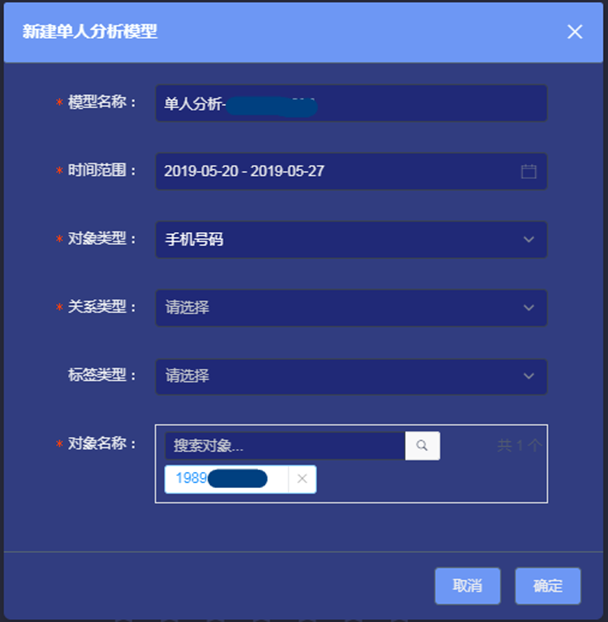 新建单人分析模型
* 模型名称：
单人分析-
* 时间范围：
2019-05-20 - 2019-05-27
* 对象类型：
手机号码
* 关系类型：
请选择
标签类型：
请选择
* 对象名称：
搜索对象...
共 1 个
1989
取消
确定